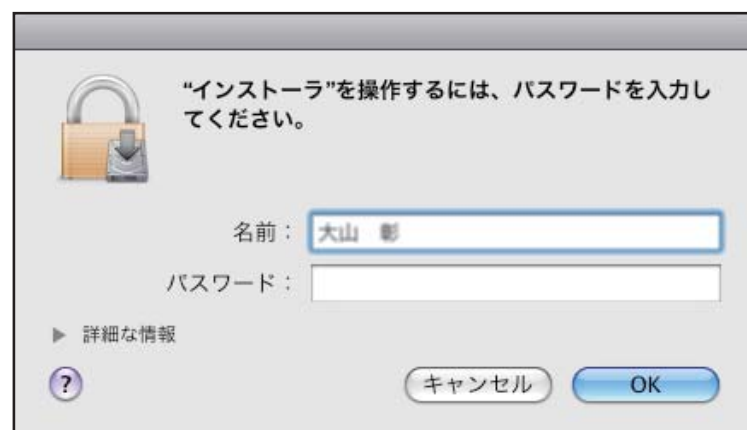 “インストーラ”を操作するには、パスワードを入力し
てください。
名前：大山 彰
パスワード：
詳細な情報
?
キャンセル
OK